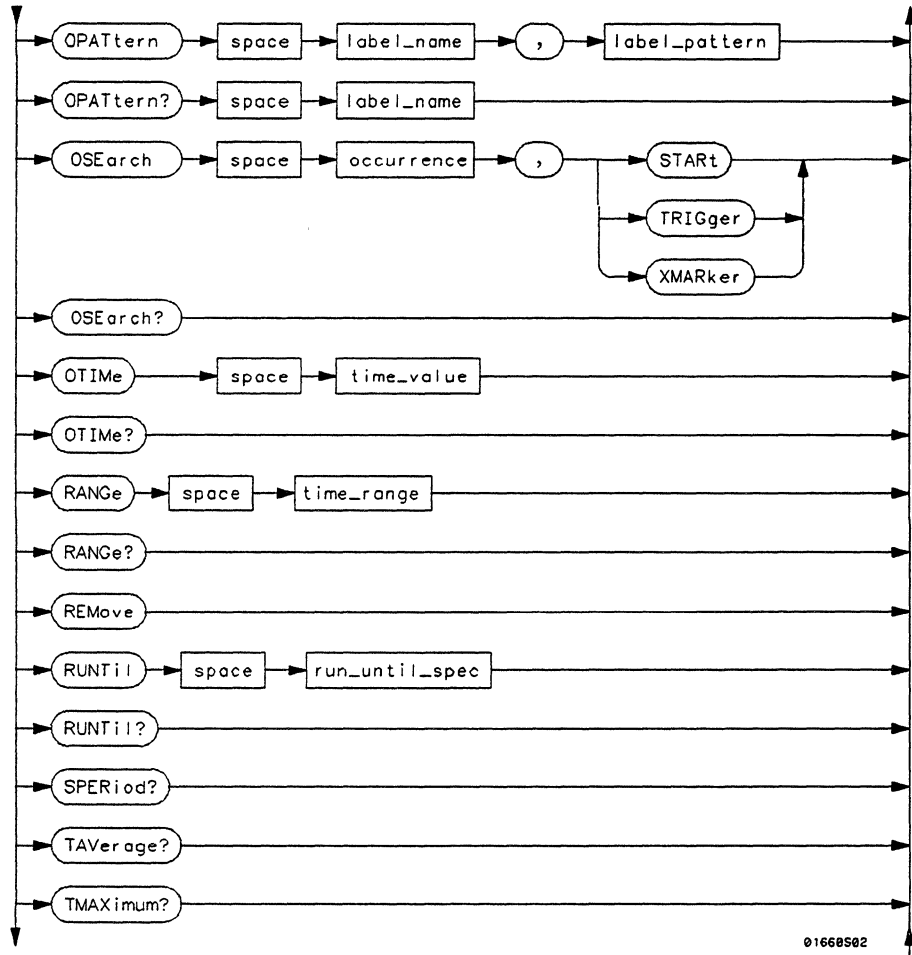 OPATtern space label_name , label_pattern
OPATtern? space label_name
OSEarch space occurrence , STARt
TRIGger
XMARker
OSEarch?
OTIMe space time_value
OTIMe?
RANGe space time_range
RANGe?
REMove
RUNTil space run_until_spec
RUNTil?
SPERiod?
TAVerage?
TMAXimum?
01660S02